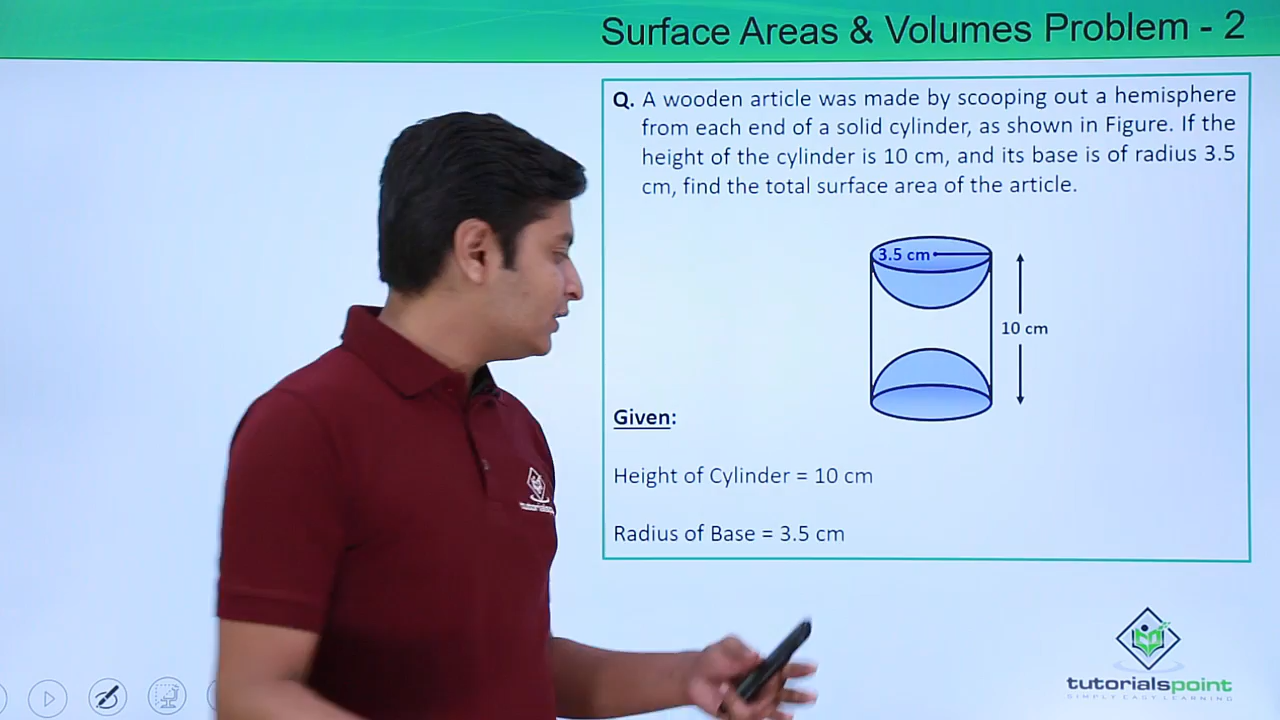 Surface Areas & Volumes Problem - 2
Q. A wooden article was made by scooping out a hemisphere
from each end of a solid cylinder, as shown in Figure. If the
height of the cylinder is 10 cm, and its base is of radius 3.5
cm, find the total surface area of the article.
3.5 cm
10 cm
Given:
Height of Cylinder = 10 cm
Radius of Base = 3.5 cm
tutorialspoint
SIMPLY EASY LEARNING